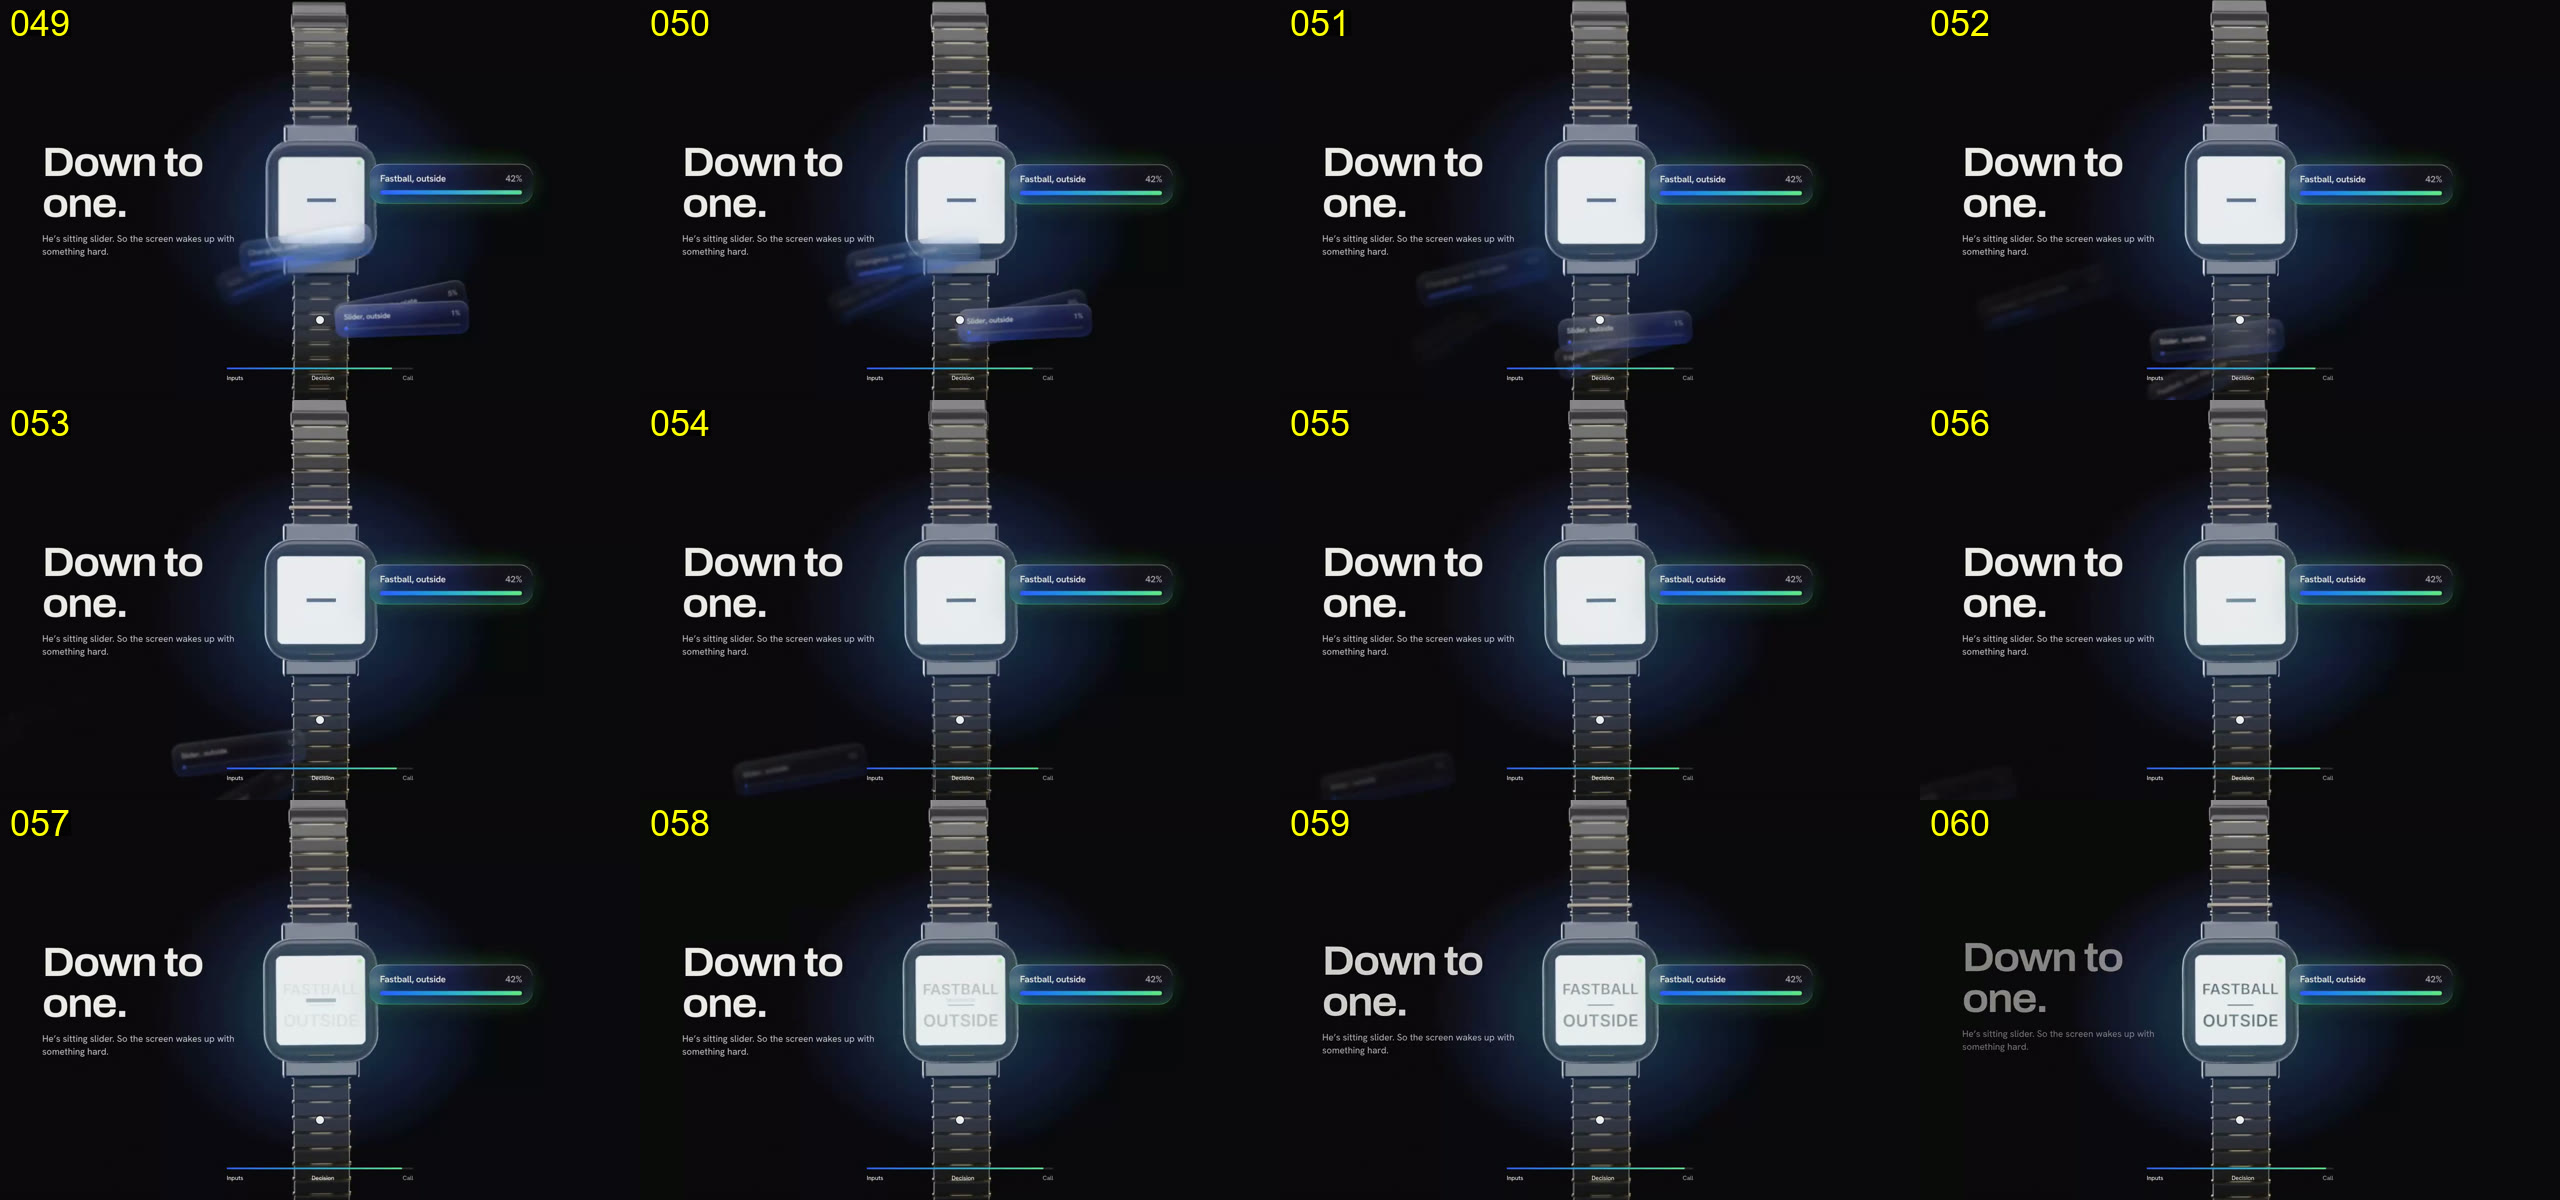 049
Down to
one.
He's sitting slider. So the screen wakes up with
something hard.
Fastball, outside 42%
5%
Slider, outside 1%
Inputs Decision Call
050
Down to
one.
He's sitting slider. So the screen wakes up with
something hard.
Fastball, outside 42%
Slider, outside 1%
Inputs Decision Call
051
Down to
one.
He's sitting slider. So the screen wakes up with
something hard.
Fastball, outside 42%
Slider, outside 1%
Inputs Decision Call
052
Down to
one.
He's sitting slider. So the screen wakes up with
something hard.
Fastball, outside 42%
Slider, outside
Inputs Decision Call
053
Down to
one.
He's sitting slider. So the screen wakes up with
something hard.
Fastball, outside 42%
Slider, outside
Inputs Decision Call
054
Down to
one.
He's sitting slider. So the screen wakes up with
something hard.
Fastball, outside 42%
Slider, outside
Inputs Decision Call
055
Down to
one.
He's sitting slider. So the screen wakes up with
something hard.
Fastball, outside 42%
Inputs Decision Call
056
Down to
one.
He's sitting slider. So the screen wakes up with
something hard.
Fastball, outside 42%
Inputs Decision Call
057
Down to
one.
He's sitting slider. So the screen wakes up with
something hard.
FASTBALL
OUTSIDE
Fastball, outside 42%
Inputs Decision Call
058
Down to
one.
He's sitting slider. So the screen wakes up with
something hard.
FASTBALL
OUTSIDE
Fastball, outside 42%
Inputs Decision Call
059
Down to
one.
He's sitting slider. So the screen wakes up with
something hard.
FASTBALL
OUTSIDE
Fastball, outside 42%
Inputs Decision Call
060
Down to
one.
He's sitting slider. So the screen wakes up with
something hard.
FASTBALL
OUTSIDE
Fastball, outside 42%
Inputs Decision Call